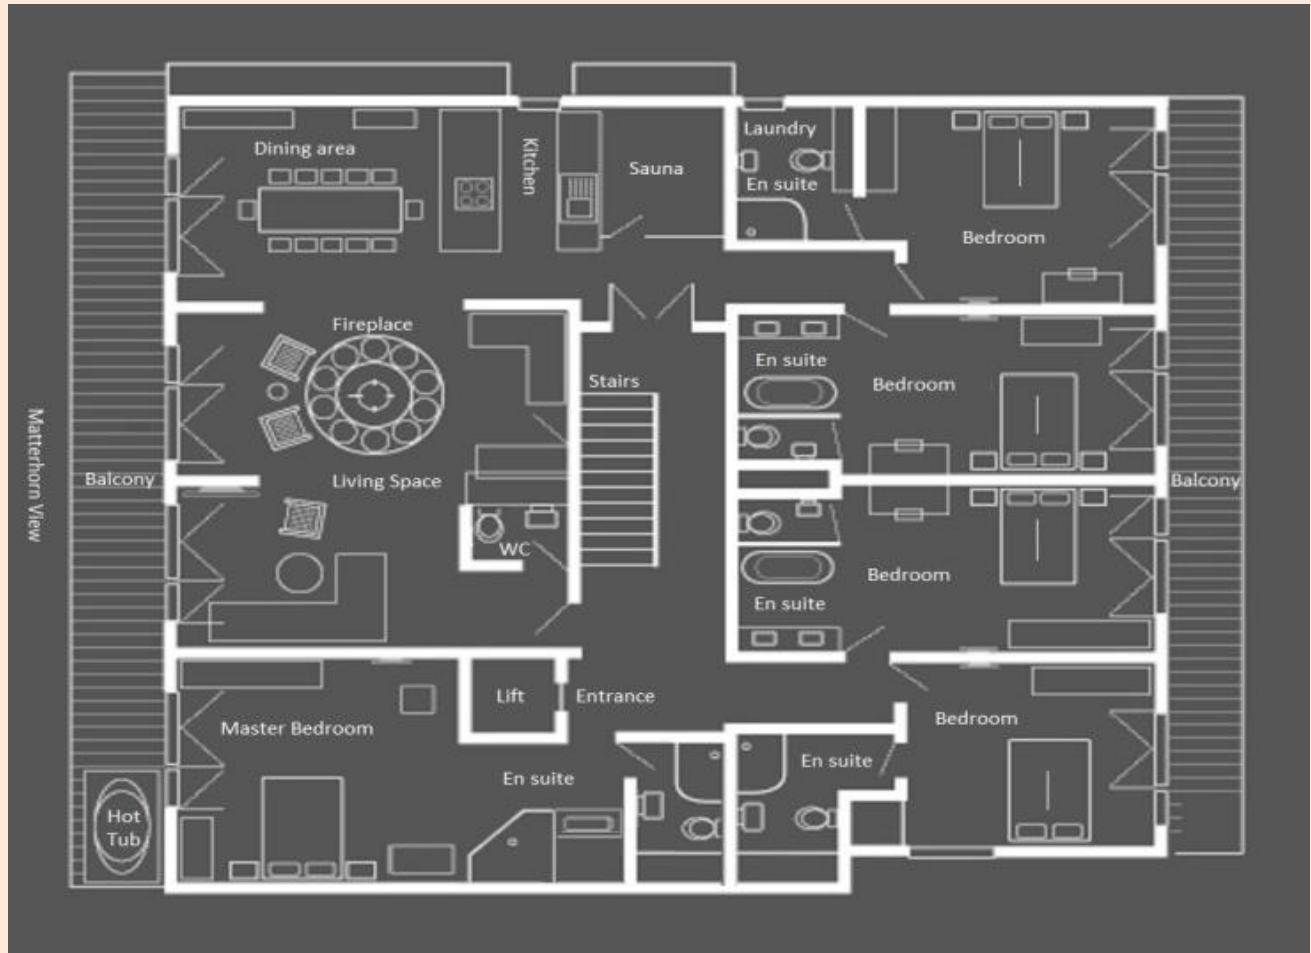 Laundry
Dining area
Kitchen
Sauna
En suite
Bedroom
Fireplace
En suite
Stairs
Bedroom
Matterhorn View
Balcony
Living Space
Balcony
WC
Bedroom
En suite
Lift
Entrance
Master Bedroom
Bedroom
En suite
En suite
Hot
Tub